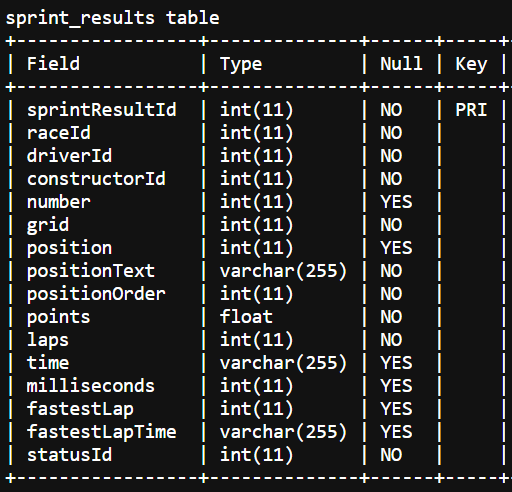 sprint_results table
+-----------------+--------------+------+-----+
| Field           | Type         | Null | Key |
+-----------------+--------------+------+-----+
| sprintResultId  | int(11)      | NO   | PRI |
| raceId          | int(11)      | NO   |     |
| driverId        | int(11)      | NO   |     |
| constructorId   | int(11)      | NO   |     |
| number          | int(11)      | YES  |     |
| grid            | int(11)      | NO   |     |
| position        | int(11)      | YES  |     |
| positionText    | varchar(255) | NO   |     |
| positionOrder   | int(11)      | NO   |     |
| points          | float        | NO   |     |
| laps            | int(11)      | NO   |     |
| time            | varchar(255) | YES  |     |
| milliseconds    | int(11)      | YES  |     |
| fastestLap      | int(11)      | YES  |     |
| fastestLapTime  | varchar(255) | YES  |     |
| statusId        | int(11)      | NO   |     |
+-----------------+--------------+------+-----+